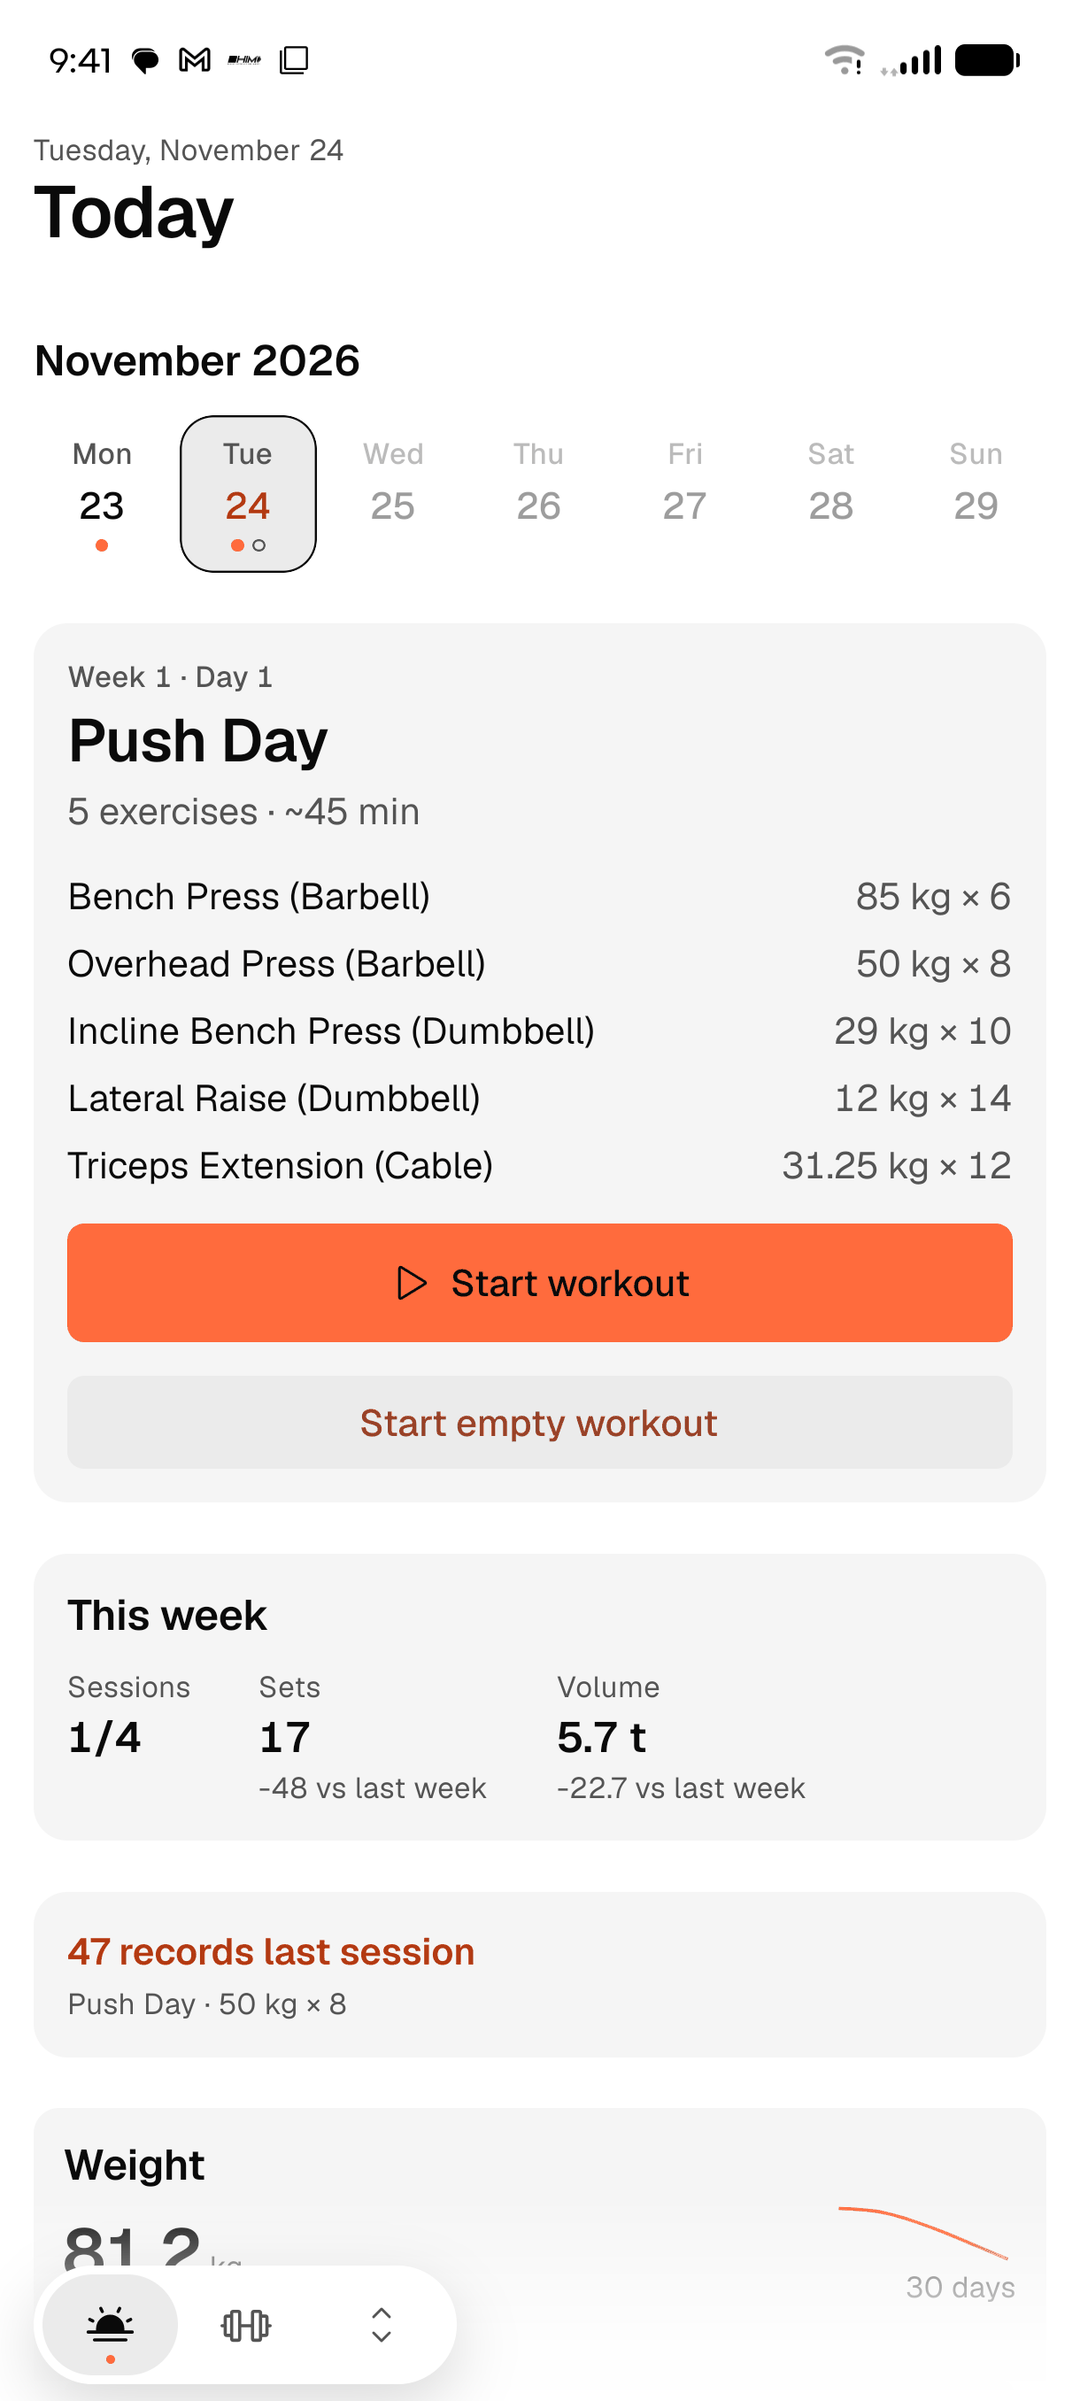 9:41
Tuesday, November 24
Today
November 2026
Mon Tue Wed Thu Fri Sat Sun
23 24 25 26 27 28 29
Week 1 · Day 1
Push Day
5 exercises · ~45 min
Bench Press (Barbell) 85 kg × 6
Overhead Press (Barbell) 50 kg × 8
Incline Bench Press (Dumbbell) 29 kg × 10
Lateral Raise (Dumbbell) 12 kg × 14
Triceps Extension (Cable) 31.25 kg × 12
Start workout
Start empty workout
This week
Sessions Sets Volume
1/4 17 5.7 t
-48 vs last week -22.7 vs last week
47 records last session
Push Day · 50 kg × 8
Weight
81.2 kg
30 days